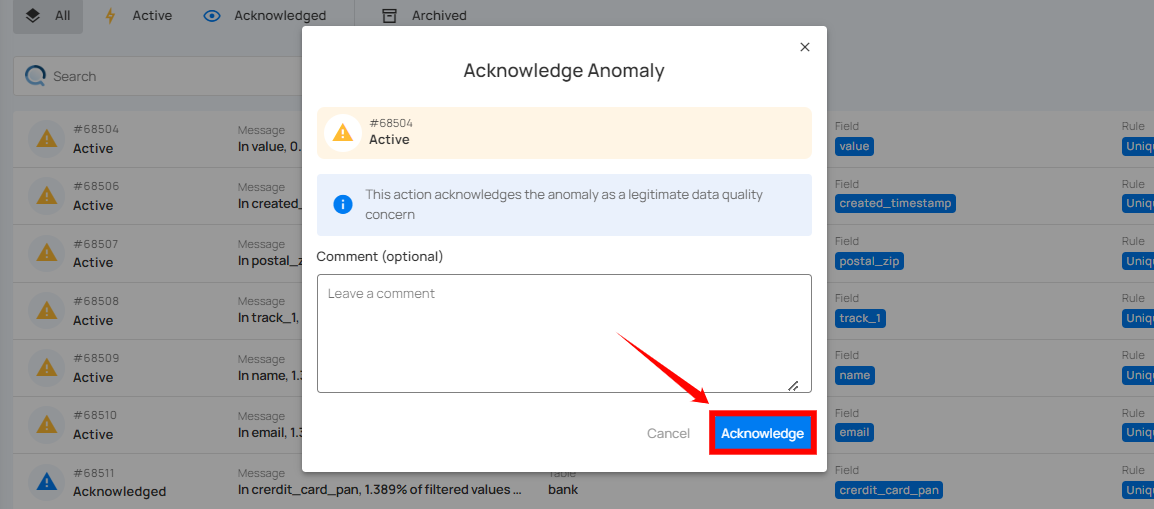 All
Active
Acknowledged
Archived
Search
Acknowledge Anomaly
#68504
Active
This action acknowledges the anomaly as a legitimate data quality
concern
Comment (optional)
Leave a comment
Cancel
Acknowledge
#68504
Active
Message
In value, 0.
Field
value
Rule
Uniq
#68506
Active
Message
In created_
Field
created_timestamp
Rule
Uniq
#68507
Active
Message
In postal_z
Field
postal_zip
Rule
Uniq
#68508
Active
Message
In track_1,
Field
track_1
Rule
Uniq
#68509
Active
Message
In name, 1.3
Field
name
Rule
Uniq
#68510
Active
Message
In email, 1.3
Field
email
Rule
Uniq
#68511
Acknowledged
Message
In crerdit_card_pan, 1.389% of filtered values ...
Table
bank
Field
crerdit_card_pan
Rule
Uniq